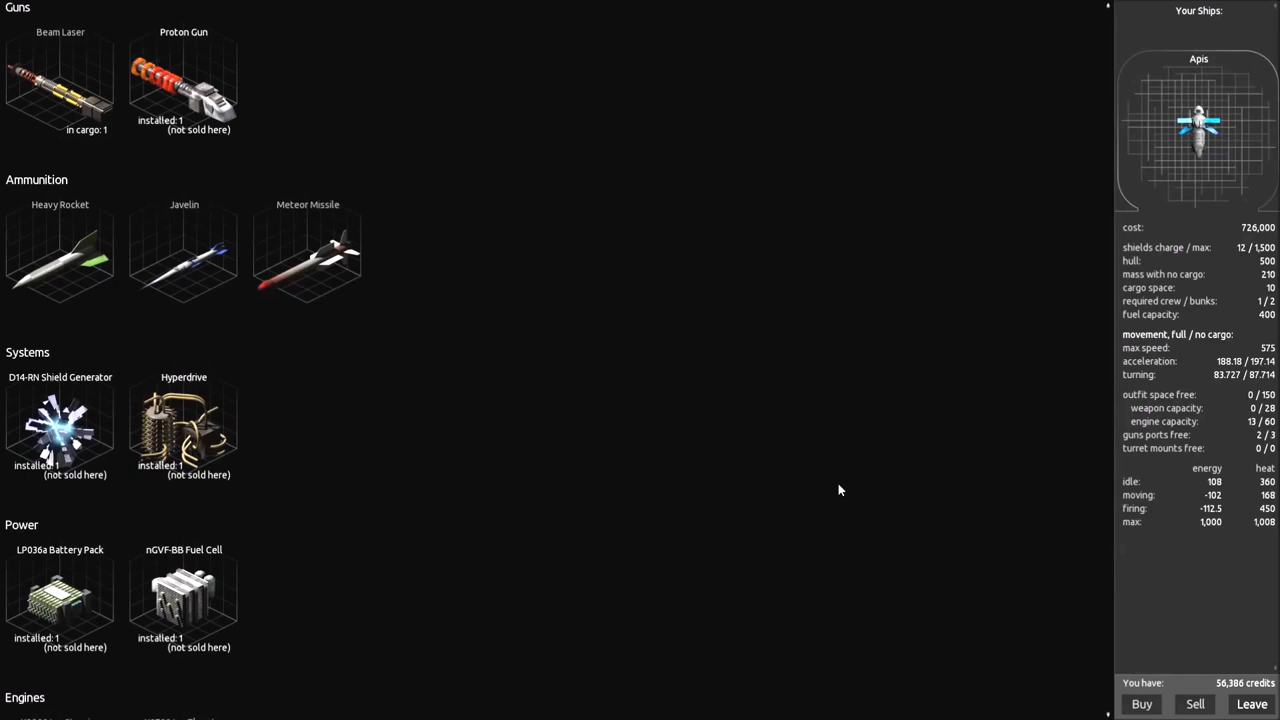 Guns
Beam Laser
Proton Gun
in cargo: 1
installed: 1
(not sold here)
Ammunition
Heavy Rocket
Javelin
Meteor Missile
Systems
D14-RN Shield Generator
Hyperdrive
installed: 1
(not sold here)
installed: 1
(not sold here)
Power
LP036a Battery Pack
nGVF-BB Fuel Cell
installed: 1
(not sold here)
installed: 1
(not sold here)
Engines
Your Ships:
Apis
cost: 726,000
shields charge / max: 12 / 1,500
hull: 500
mass with no cargo: 210
cargo space: 10
required crew / bunks: 1 / 2
fuel capacity: 400
movement, full / no cargo:
max speed: 575
acceleration: 188.18 / 197.14
turning: 83.727 / 87.714
outfit space free: 0 / 150
weapon capacity: 0 / 28
engine capacity: 13 / 60
guns ports free: 2 / 3
turret mounts free: 0 / 0
energy heat
idle: 108 360
moving: -102 168
firing: -112.5 450
max: 1,000 1,008
You have: 56,386 credits
Buy Sell Leave